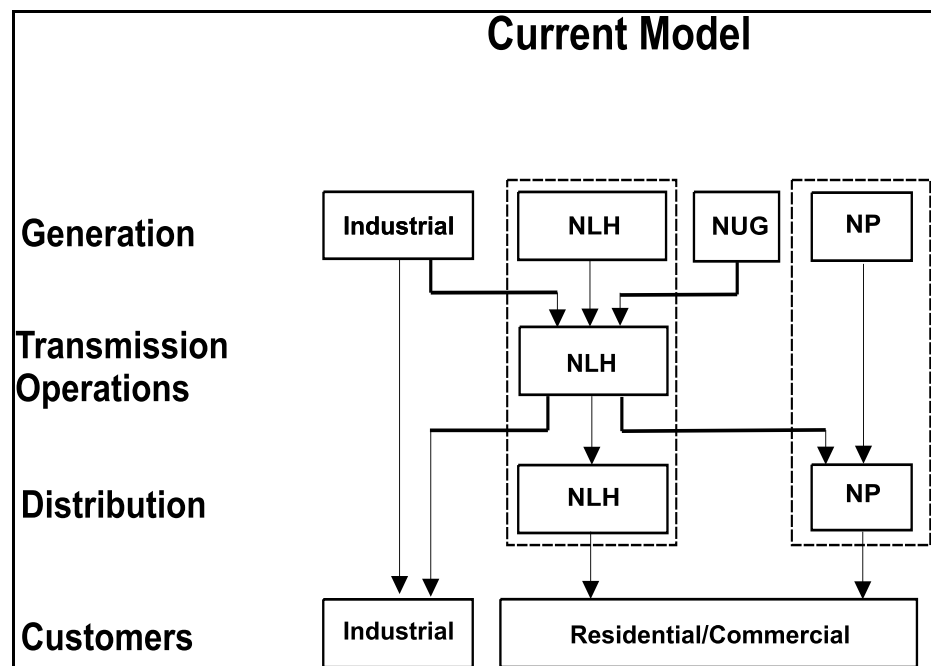 Current Model
Generation
Industrial
NLH
NUG
NP
Transmission
Operations
NLH
Distribution
NLH
NP
Customers
Industrial
Residential/Commercial